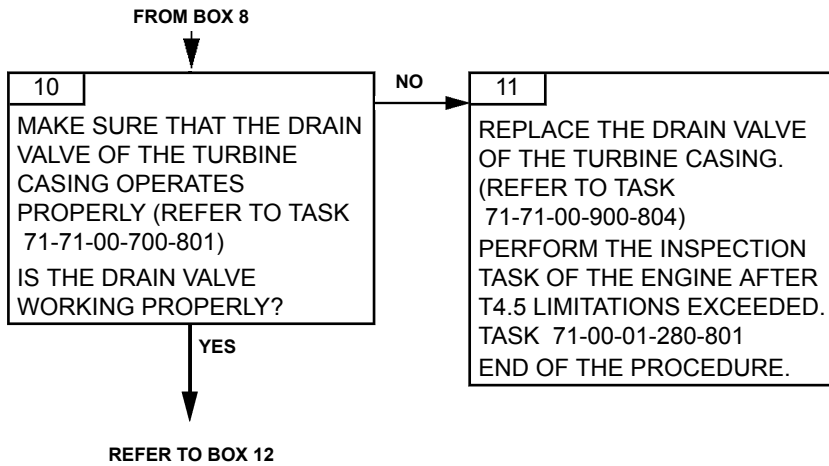 FROM BOX 8
10
MAKE SURE THAT THE DRAIN
VALVE OF THE TURBINE
CASING OPERATES
PROPERLY (REFER TO TASK
71-71-00-700-801)
IS THE DRAIN VALVE
WORKING PROPERLY?
NO
11
REPLACE THE DRAIN VALVE
OF THE TURBINE CASING.
(REFER TO TASK
71-71-00-900-804)
PERFORM THE INSPECTION
TASK OF THE ENGINE AFTER
T4.5 LIMITATIONS EXCEEDED.
TASK 71-00-01-280-801
END OF THE PROCEDURE.
YES
REFER TO BOX 12